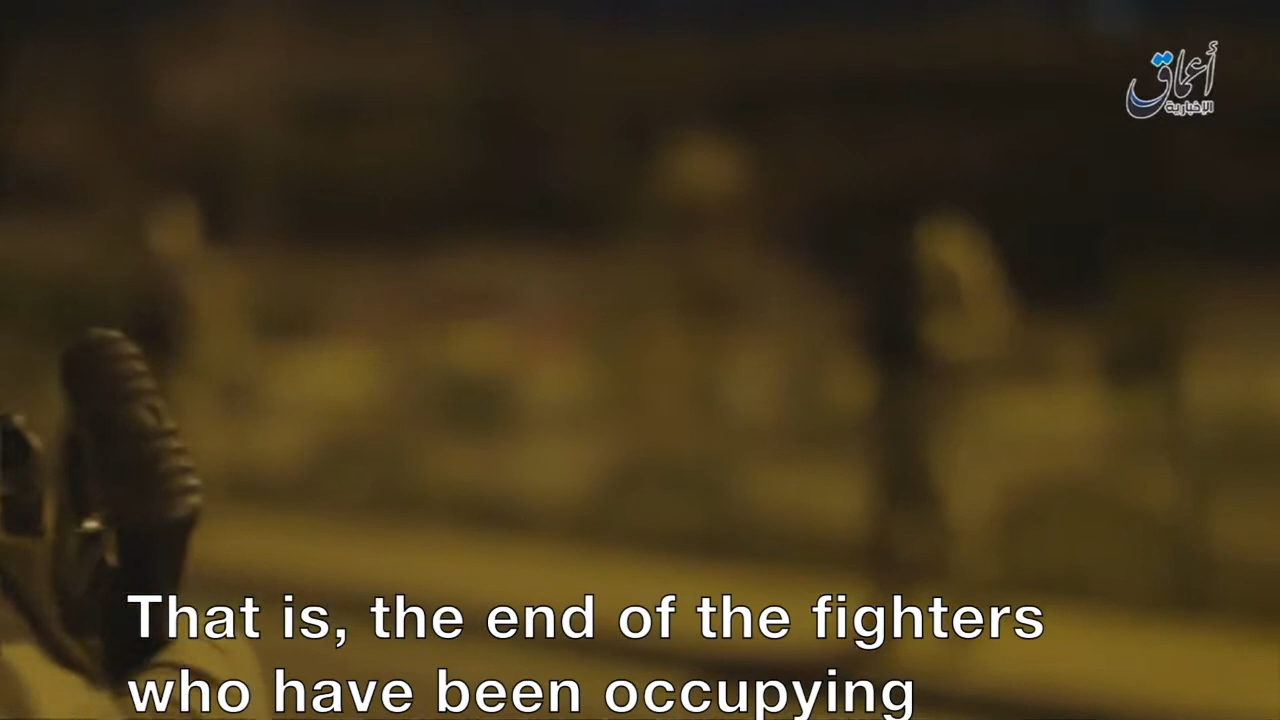 أعماق
الإخبارية
That is, the end of the fighters
who have been occupying